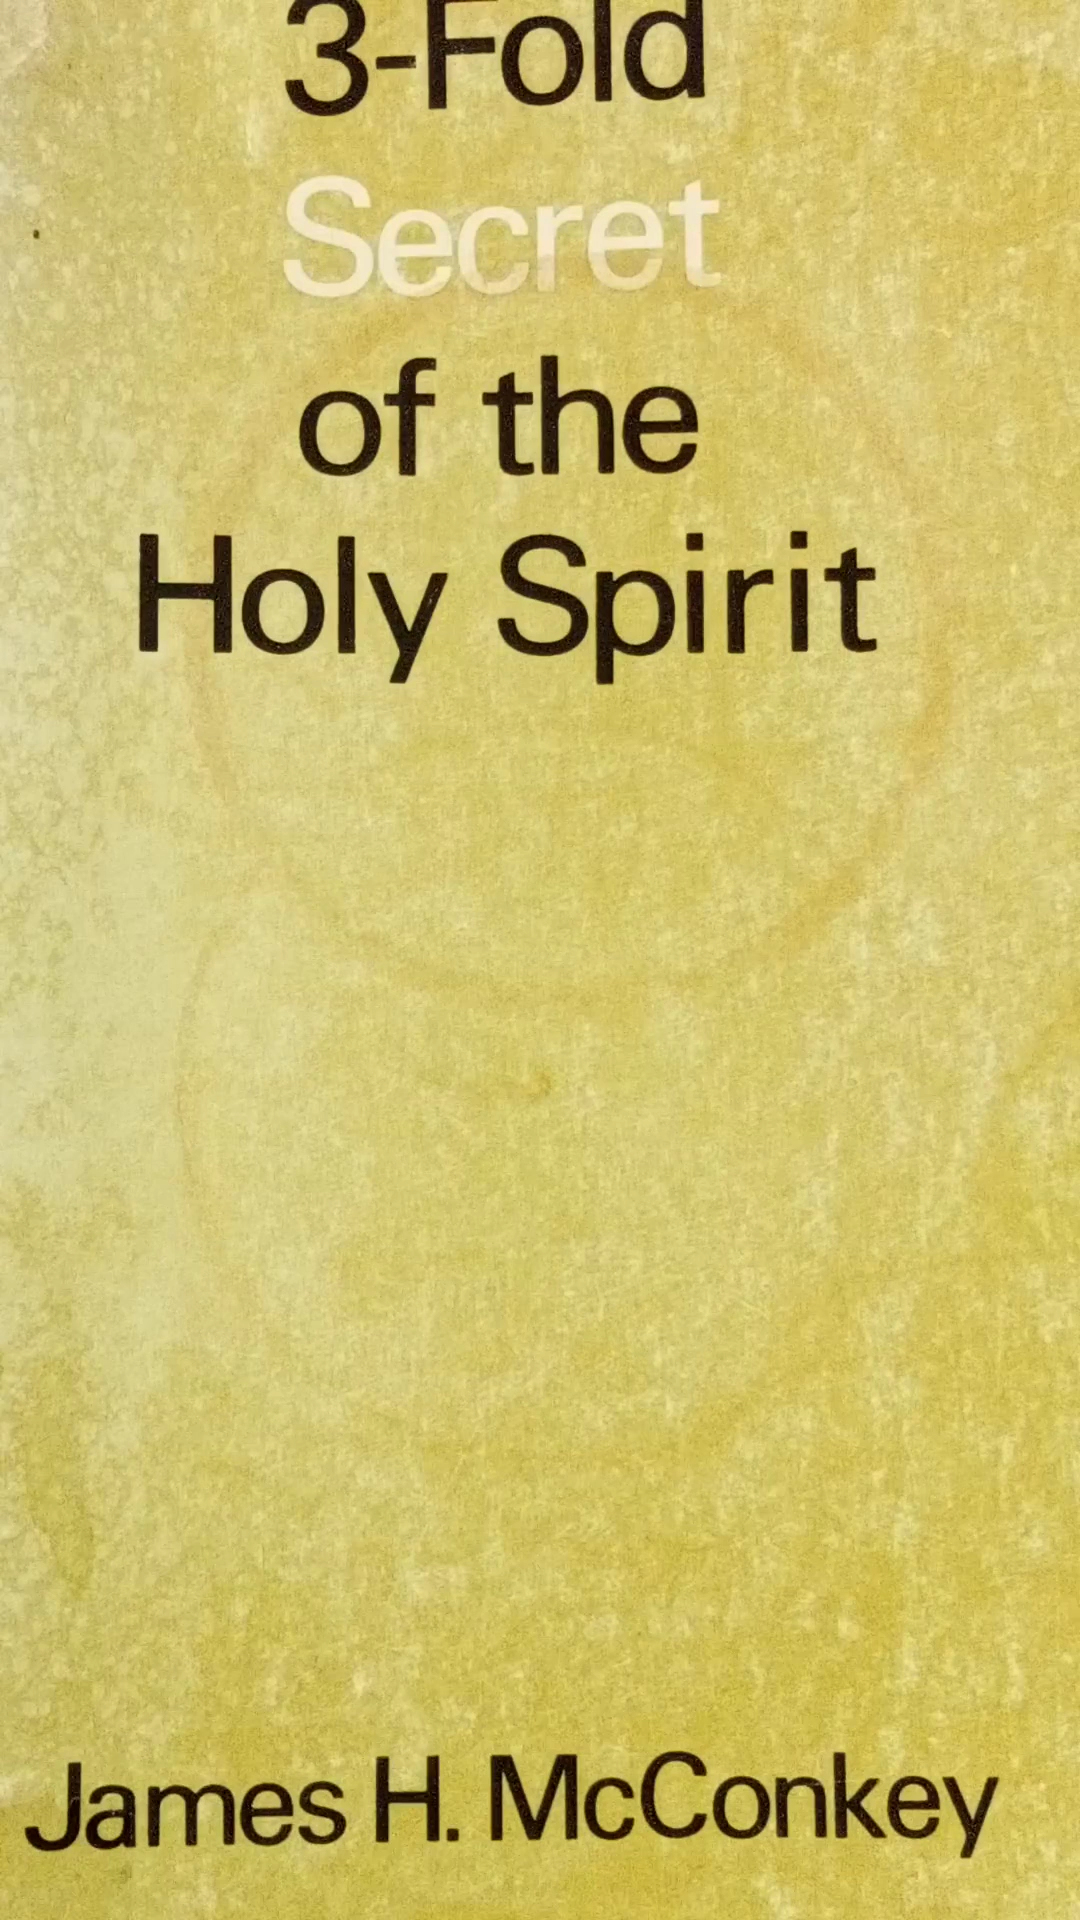 3-Fold
Secret
of the
Holy Spirit
James H. McConkey